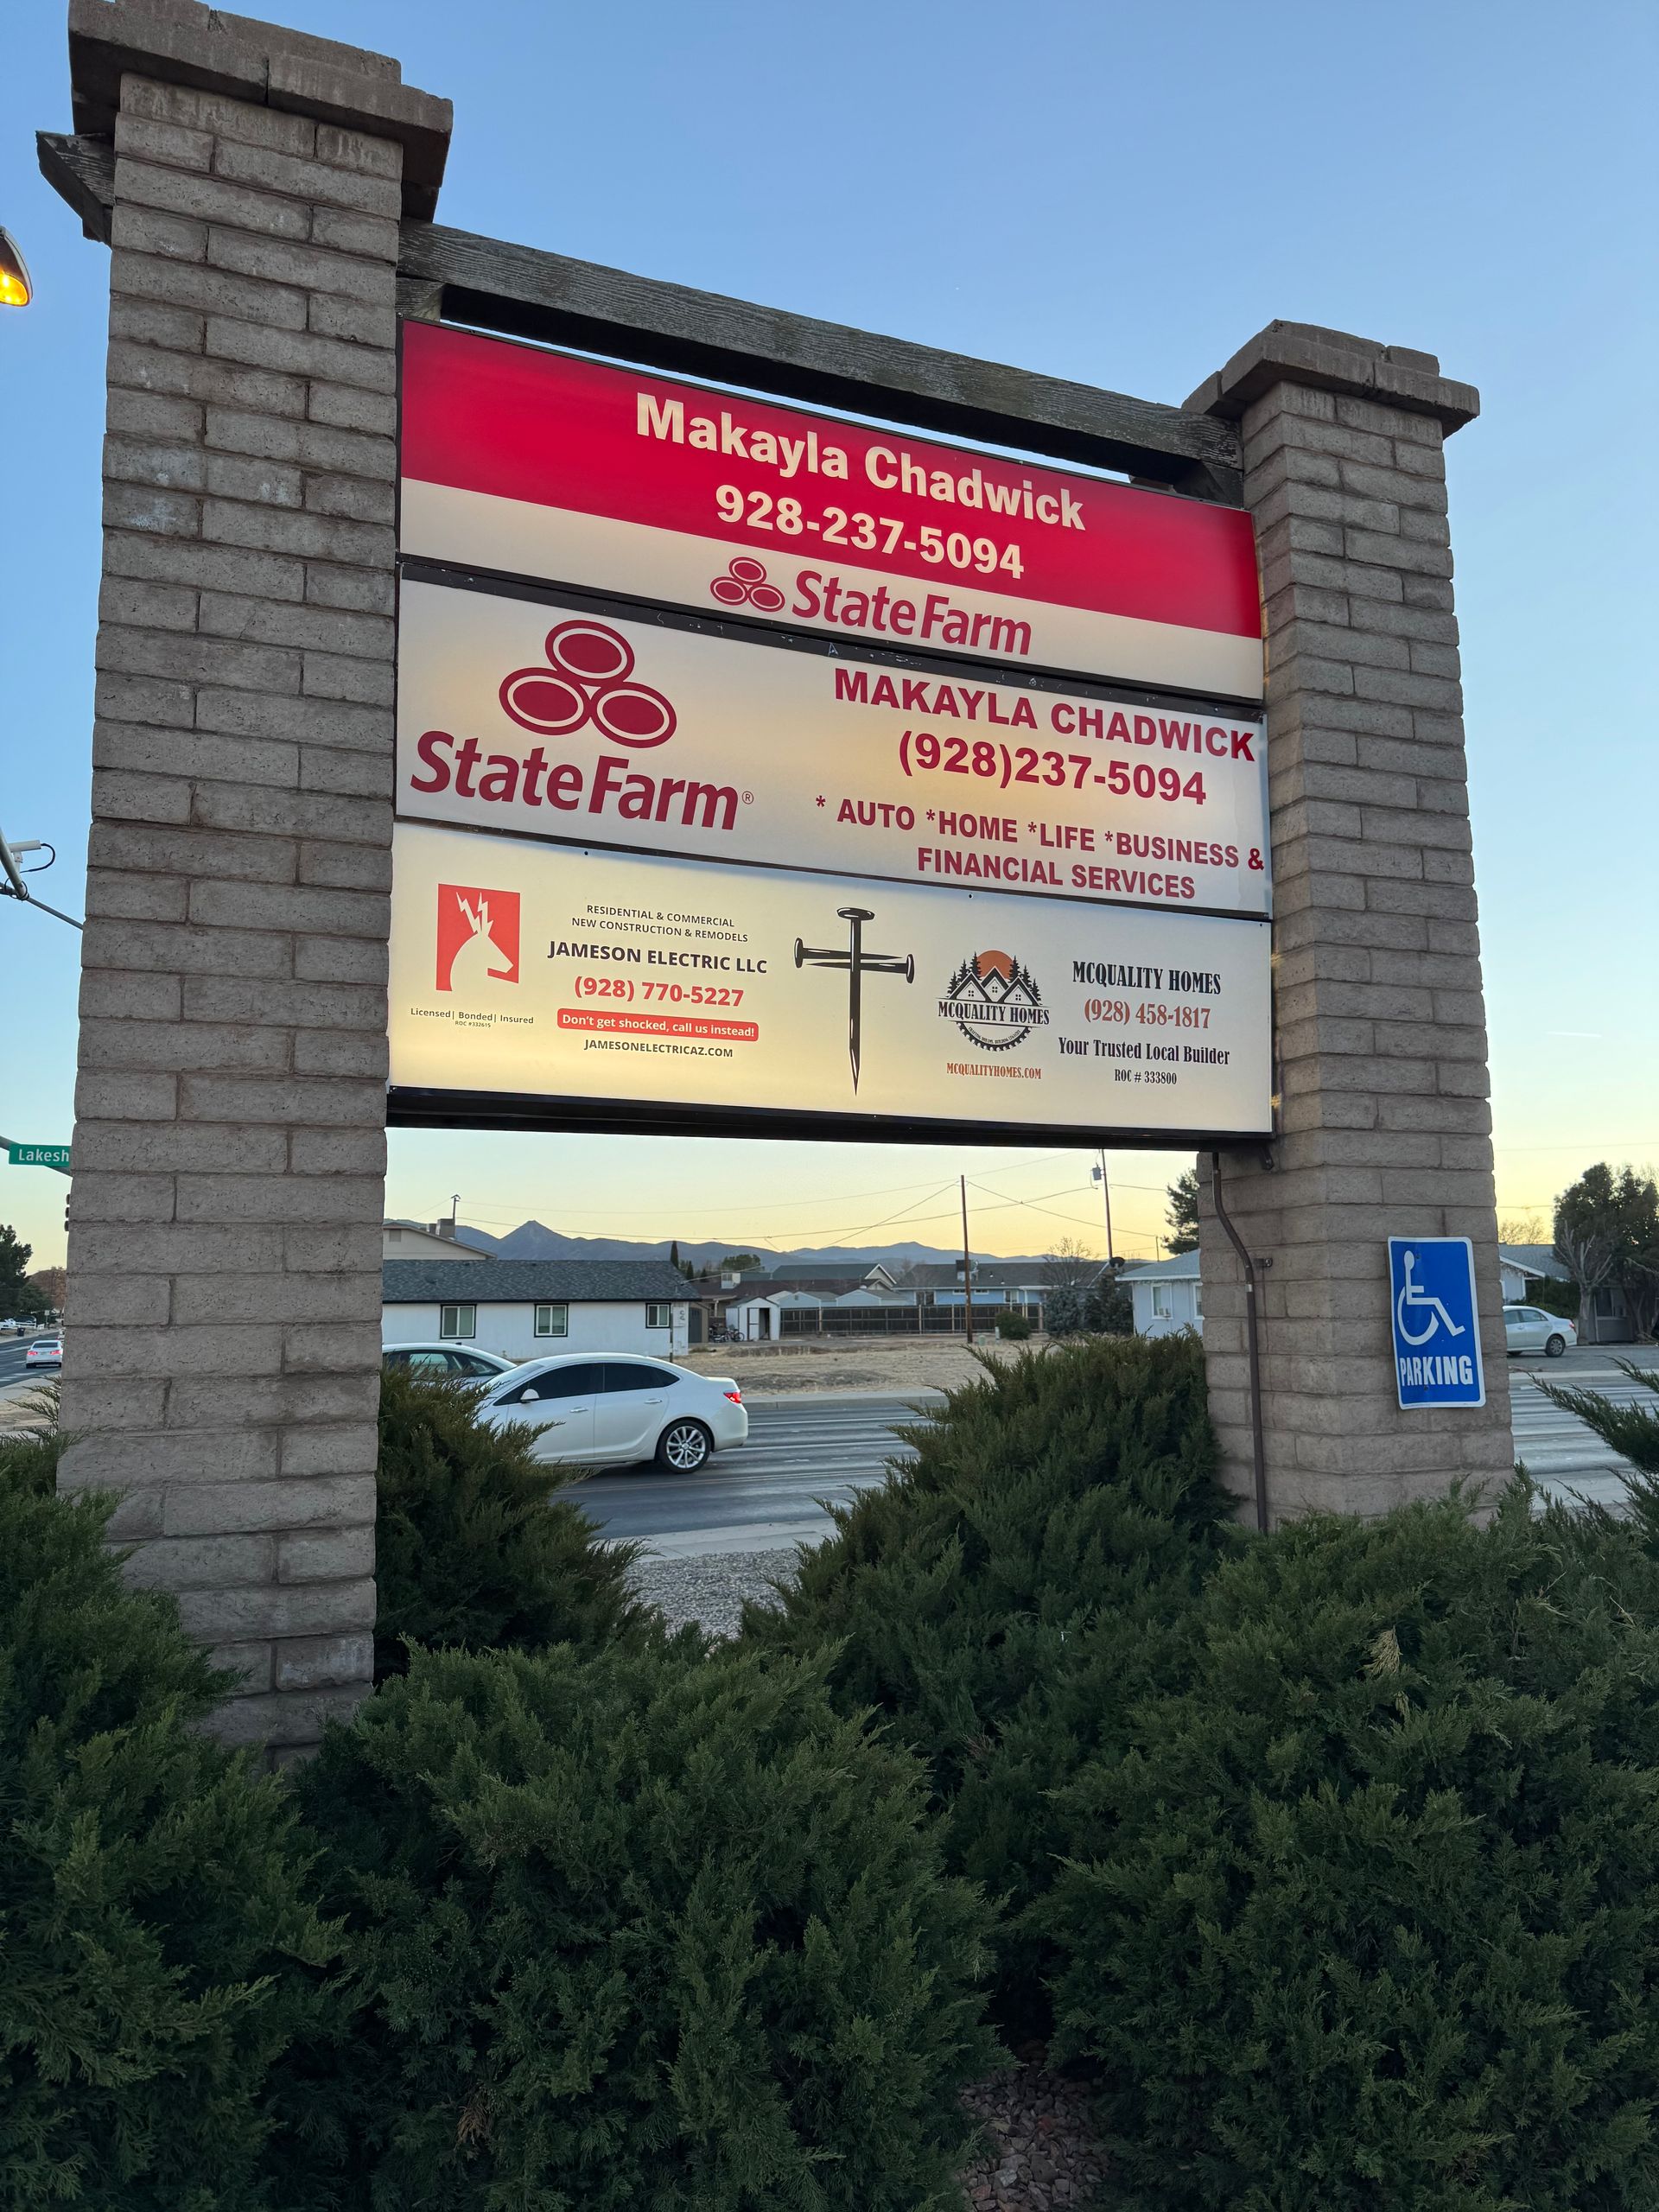 Makayla Chadwick
928-237-5094
State Farm
State Farm®
MAKAYLA CHADWICK
(928)237-5094
* AUTO *HOME *LIFE *BUSINESS &
FINANCIAL SERVICES
Licensed| Bonded| Insured
ROC #332615
RESIDENTIAL & COMMERCIAL
NEW CONSTRUCTION & REMODELS
JAMESON ELECTRIC LLC
(928) 770-5227
Don't get shocked, call us instead!
JAMESONELECTRICAZ.COM
MCQUALITY HOMES
MCQUALITYHOMES.COM
MCQUALITY HOMES
(928) 458-1817
Your Trusted Local Builder
ROC # 333800
Lakesh
PARKING